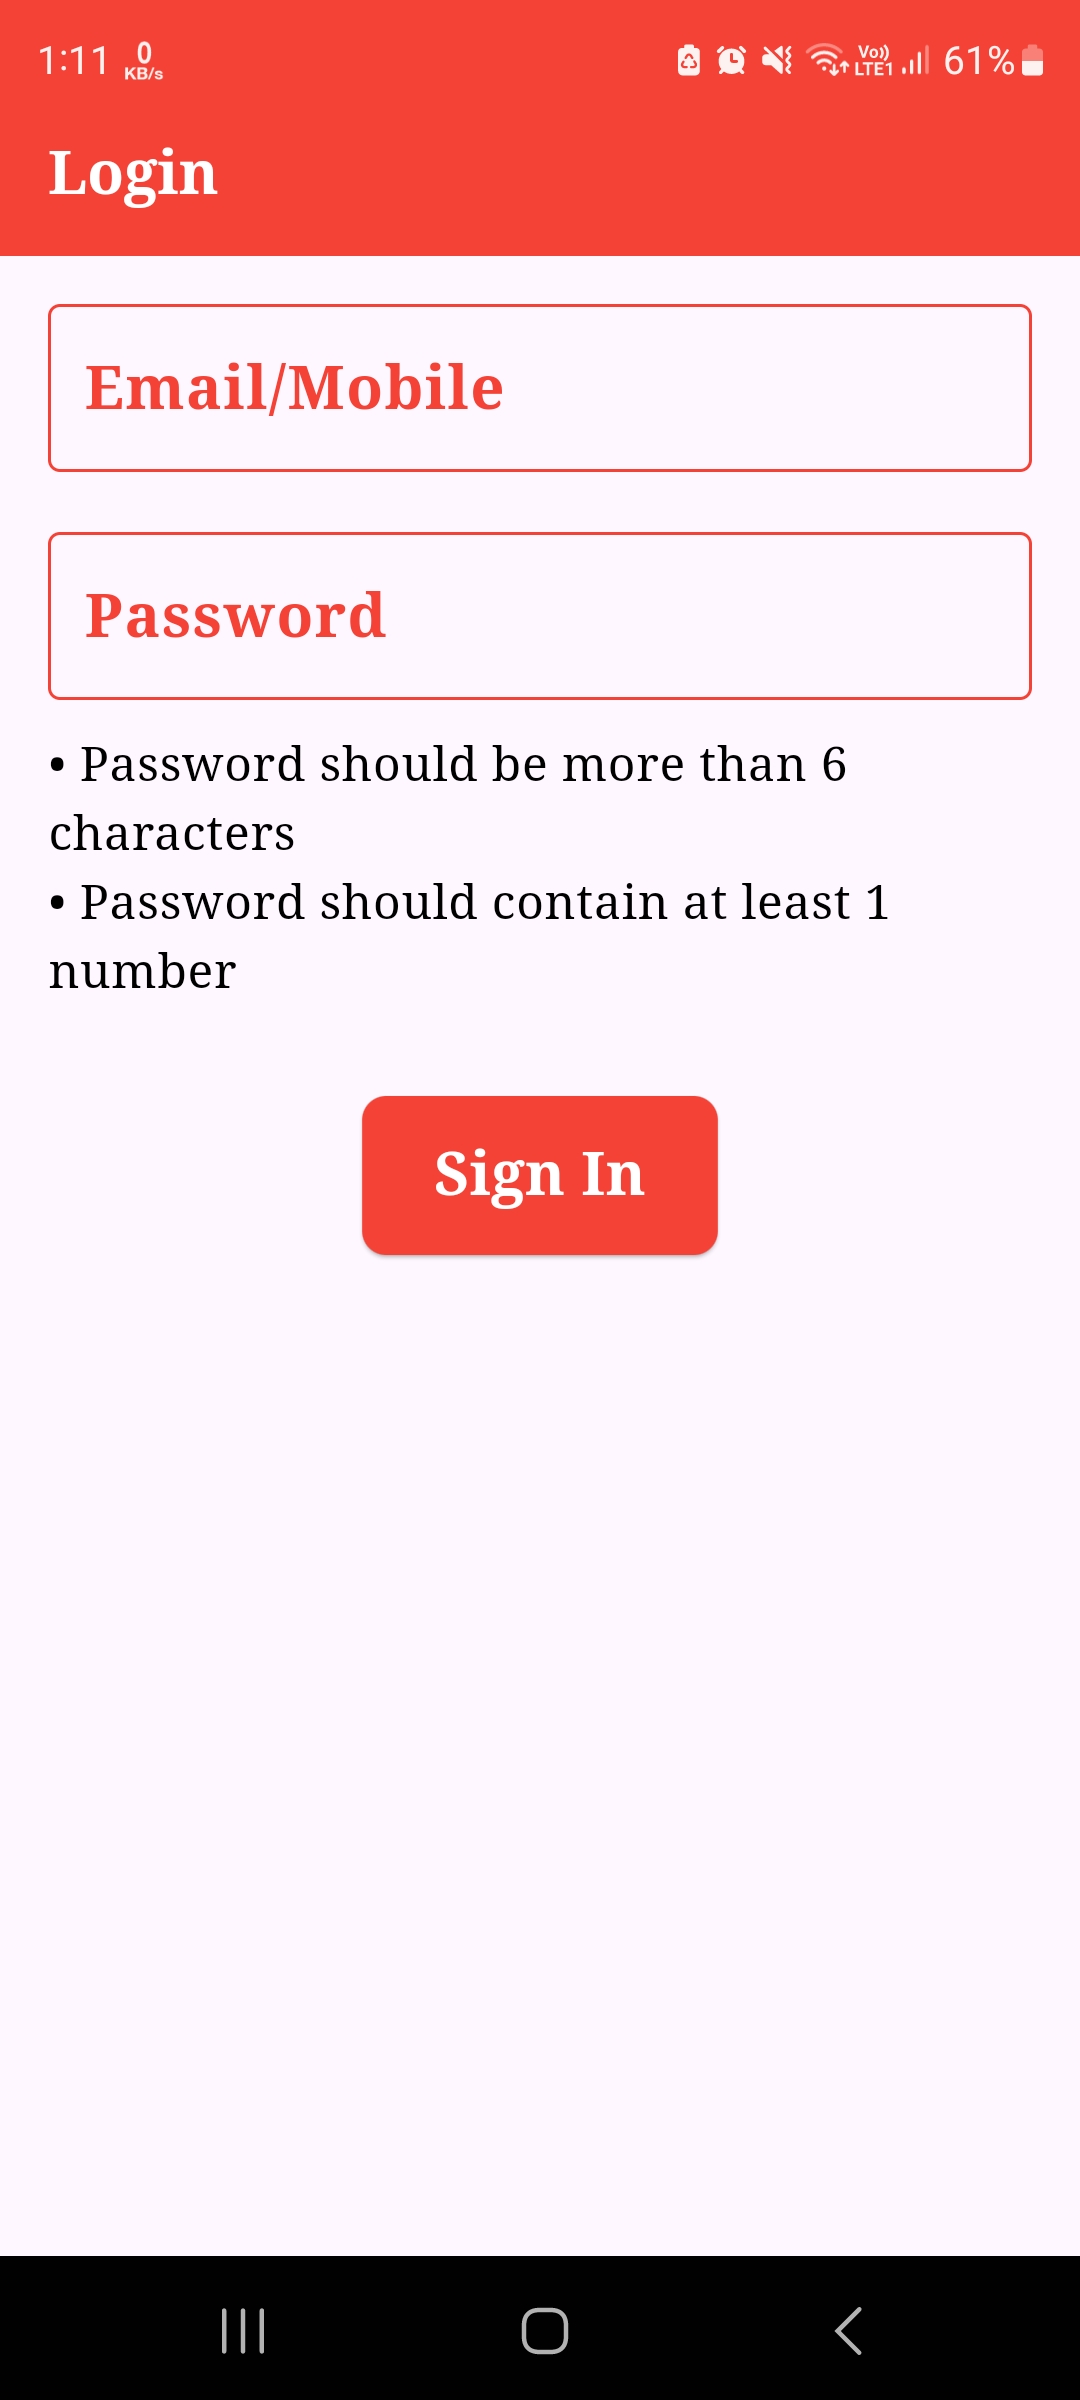 1:11 0 KB/s Vo)) LTE1 61%
Login
Email/Mobile
Password
• Password should be more than 6
characters
• Password should contain at least 1
number
Sign In